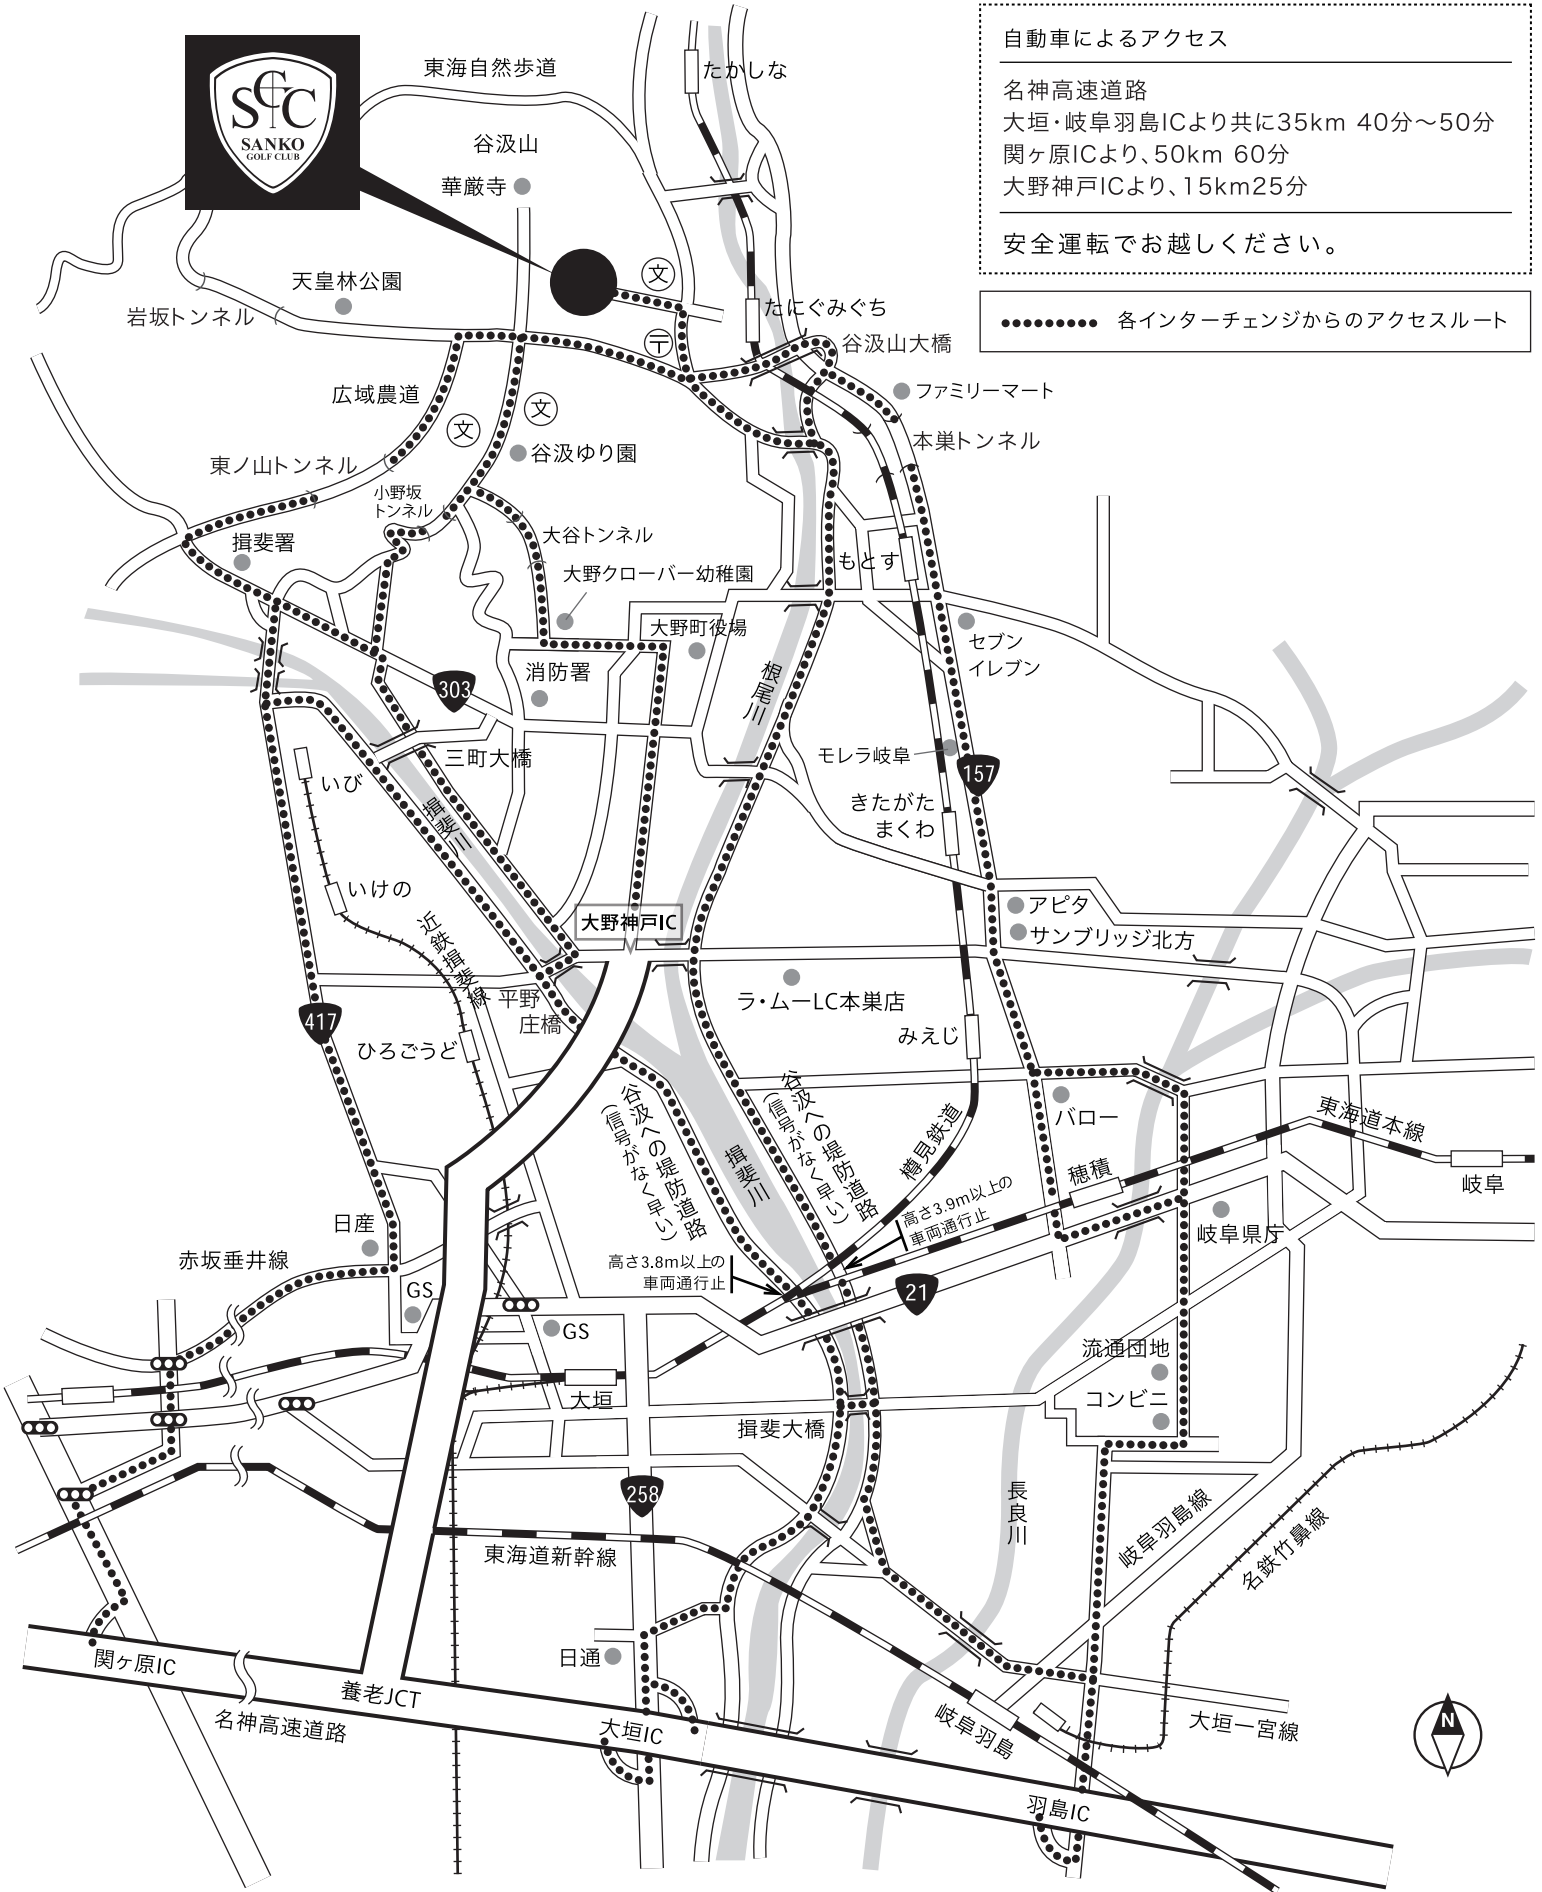 自動車によるアクセス
名神高速道路
大垣・岐阜羽島ICより共に35km 40分～50分
関ヶ原ICより、50km 60分
大野神戸ICより、15km25分
安全運転でお越しください。
各インターチェンジからのアクセスルート
SGC
SANKO
GOLF CLUB
東海自然歩道
たかしな
谷汲山
華厳寺
文
天皇林公園
岩坂トンネル
たにぐみぐち
〒
谷汲山大橋
広域農道
ファミリーマート
文
文
本巣トンネル
谷汲ゆり園
東ノ山トンネル
小野坂
トンネル
揖斐署
大谷トンネル
もとす
大野クローバー幼稚園
大野町役場
セブン
イレブン
消防署
303
根尾川
三町大橋
モレラ岐阜
157
いび
揖斐川
きたがた
まくわ
いけの
大野神戸IC
アピタ
サンブリッジ北方
近鉄揖斐線
平野
庄橋
ラ・ムーLC本巣店
417
ひろごうど
みえじ
谷汲への堤防道路
(信号がなく早い)
谷汲への堤防道路
(信号がなく早い)
揖斐川
樽見鉄道
バロー
東海道本線
穂積
岐阜
高さ3.9m以上の
車両通行止
岐阜県庁
日産
赤坂垂井線
高さ3.8m以上の
車両通行止
GS
21
GS
流通団地
大垣
コンビニ
揖斐大橋
258
長良川
岐阜羽島線
名鉄竹鼻線
東海道新幹線
日通
関ヶ原IC
養老JCT
名神高速道路
大垣IC
岐阜羽島
大垣一宮線
羽島IC
N